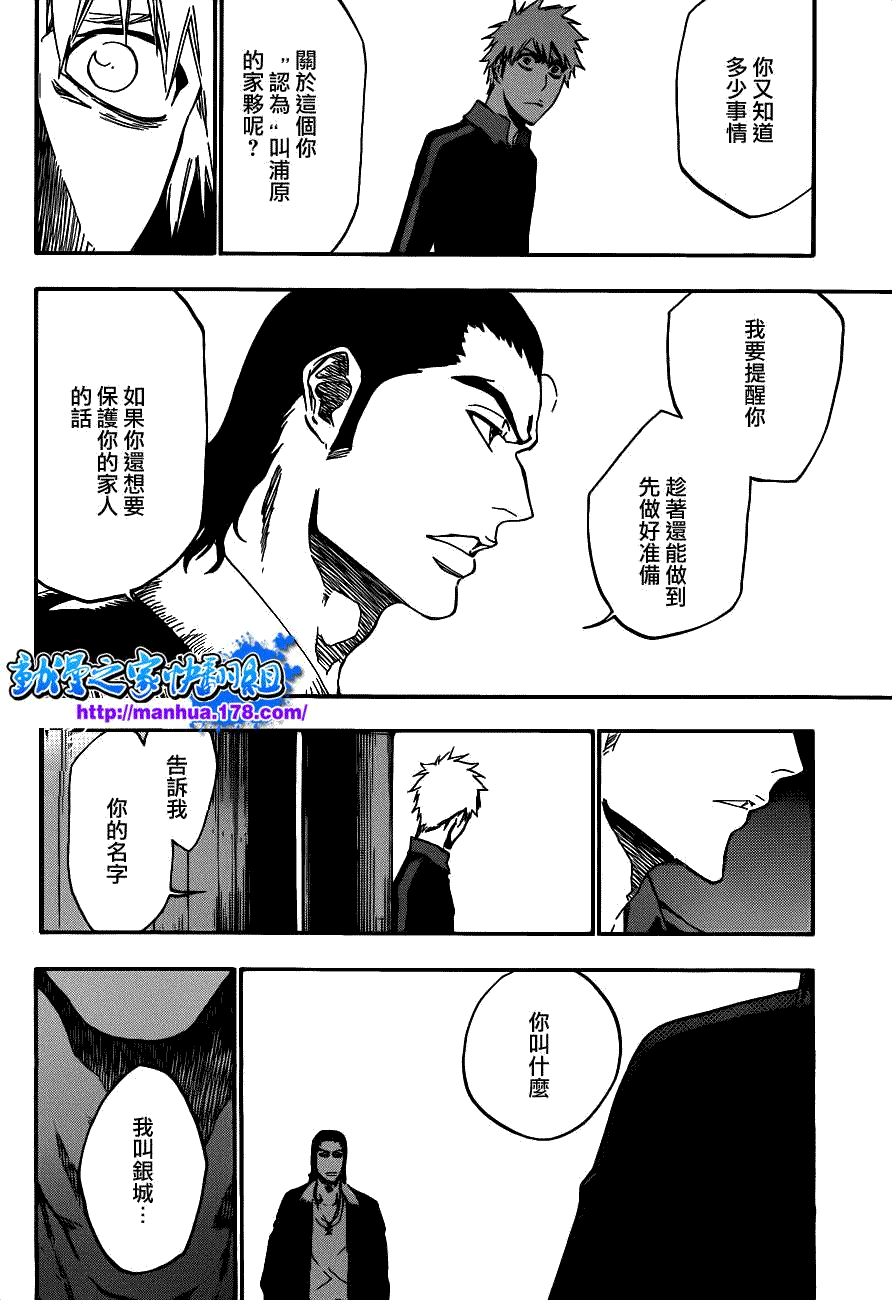 你又知道
多少事情
關於這個你
"認為"叫浦原
的家夥呢?
我要提醒你
趁著還能做到
先做好准備
如果你還想要
保護你的家人
的話
動漫之家快翻組
http://manhua.178.com/
告訴我
你的名字
你叫什麼
我叫銀城…